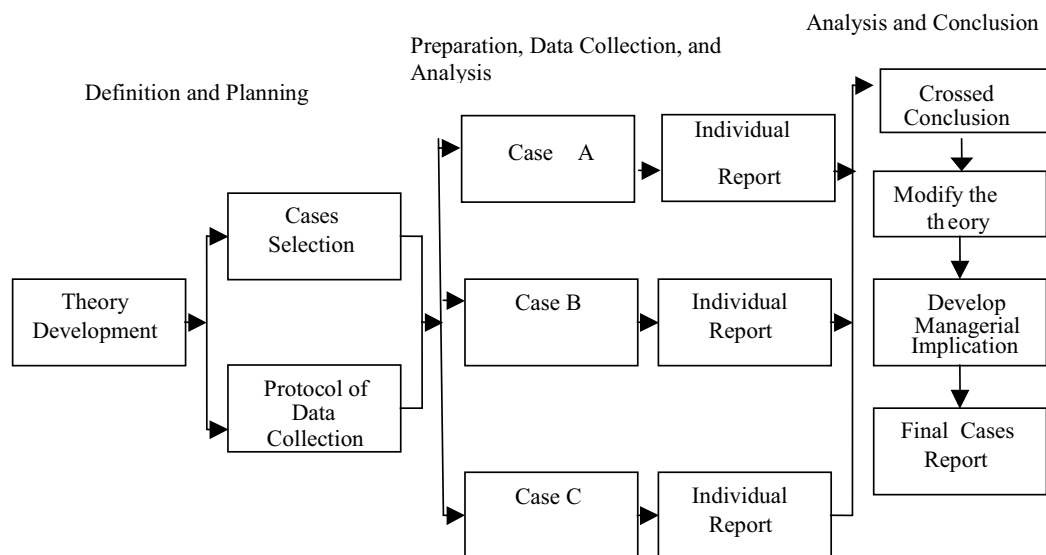 Definition and Planning
Theory
Development
Cases
Selection
Protocol of
Data
Collection
Preparation, Data Collection, and
Analysis
Case A
Individual
Report
Case B
Individual
Report
Case C
Individual
Report
Analysis and Conclusion
Crossed
Conclusion
Modify the
theory
Develop
Managerial
Implication
Final Cases
Report